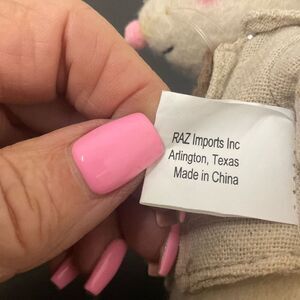 RAZ Imports Inc
Arlington, Texas
Made in China